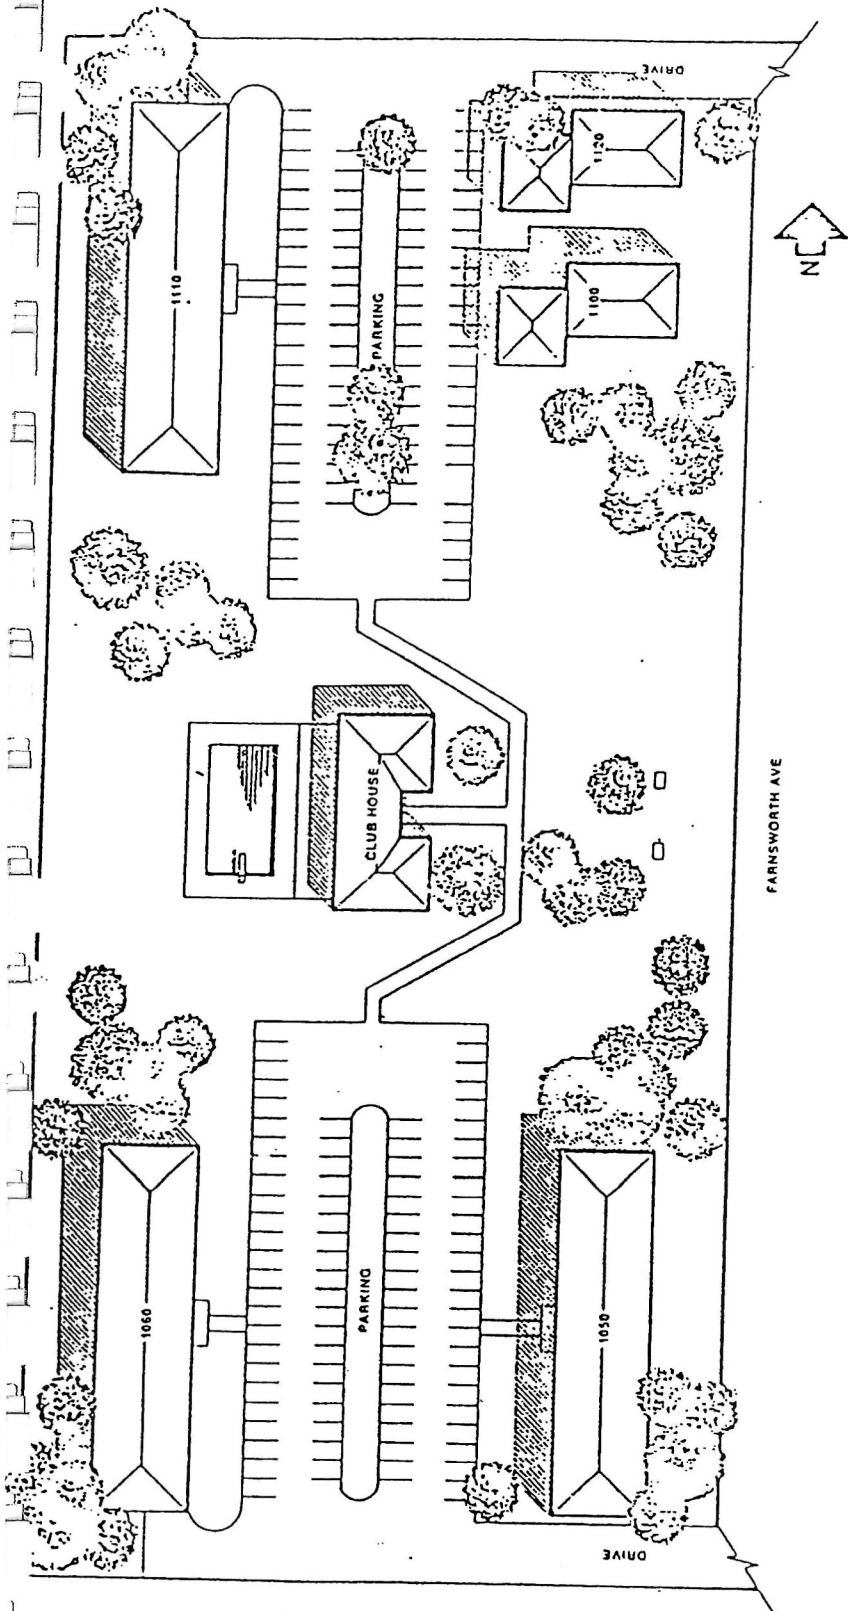 DRIVE
1120
1110
N
1100
PARKING
CLUB HOUSE
FARNSWORTH AVE
PARKING
1060
1050
DRIVE